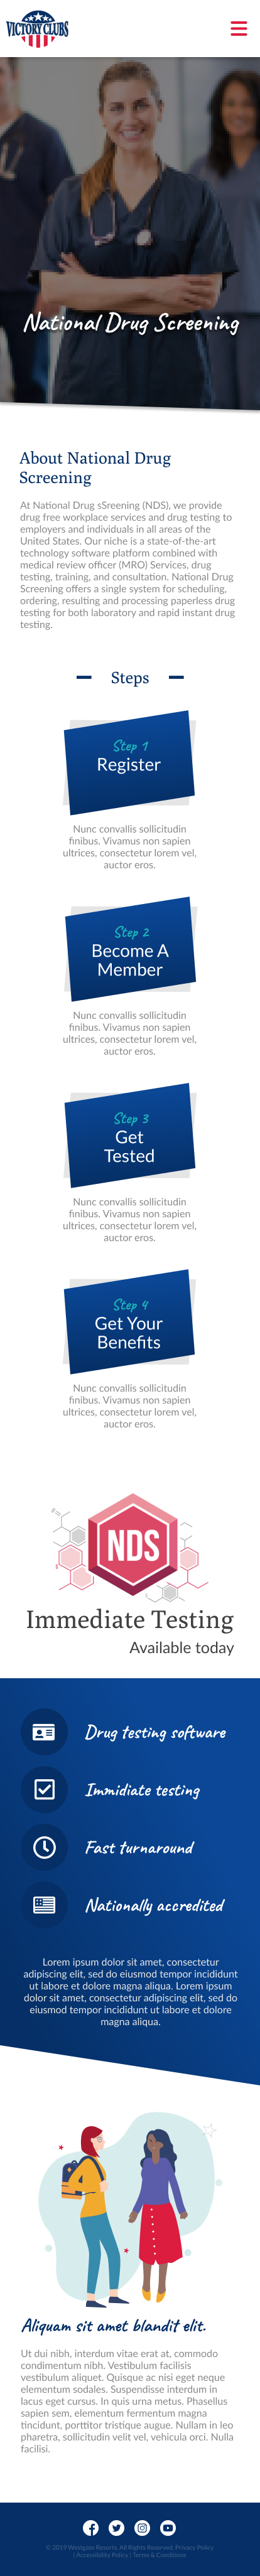 VICTORY CLUBS
National Drug Screening
About National Drug
Screening
At National Drug sScreening (NDS), we provide
drug free workplace services and drug testing to
employers and individuals in all areas of the
United States. Our niche is a state-of-the-art
technology software platform combined with
medical review officer (MRO) Services, drug
testing, training, and consultation. National Drug
Screening offers a single system for scheduling,
ordering, resulting and processing paperless drug
testing for both laboratory and rapid instant drug
testing.
Steps
Step 1
Register
Nunc convallis sollicitudin
finibus. Vivamus non sapien
ultrices, consectetur lorem vel,
auctor eros.
Step 2
Become A
Member
Nunc convallis sollicitudin
finibus. Vivamus non sapien
ultrices, consectetur lorem vel,
auctor eros.
Step 3
Get
Tested
Nunc convallis sollicitudin
finibus. Vivamus non sapien
ultrices, consectetur lorem vel,
auctor eros.
Step 4
Get Your
Benefits
Nunc convallis sollicitudin
finibus. Vivamus non sapien
ultrices, consectetur lorem vel,
auctor eros.
NDS
Immediate Testing
Available today
Drug testing software
Immidiate testing
Fast turnaround
Nationally accredited
Lorem ipsum dolor sit amet, consectetur
adipiscing elit, sed do eiusmod tempor incididunt
ut labore et dolore magna aliqua. Lorem ipsum
dolor sit amet, consectetur adipiscing elit, sed do
eiusmod tempor incididunt ut labore et dolore
magna aliqua.
Aliquam sit amet blandit elit.
Ut dui nibh, interdum vitae erat at, commodo
condimentum nibh. Vestibulum facilisis
vestibulum aliquet. Quisque ac nisi eget neque
elementum sodales. Suspendisse interdum in
lacus eget cursus. In quis urna metus. Phasellus
sapien sem, elementum fermentum magna
tincidunt, porttitor tristique augue. Nullam in leo
pharetra, sollicitudin velit vel, vehicula orci. Nulla
facilisi.
© 2019 Westgate Resorts. All Rights Reserved. Privacy Policy
| Accessibility Policy | Terms & Conditions